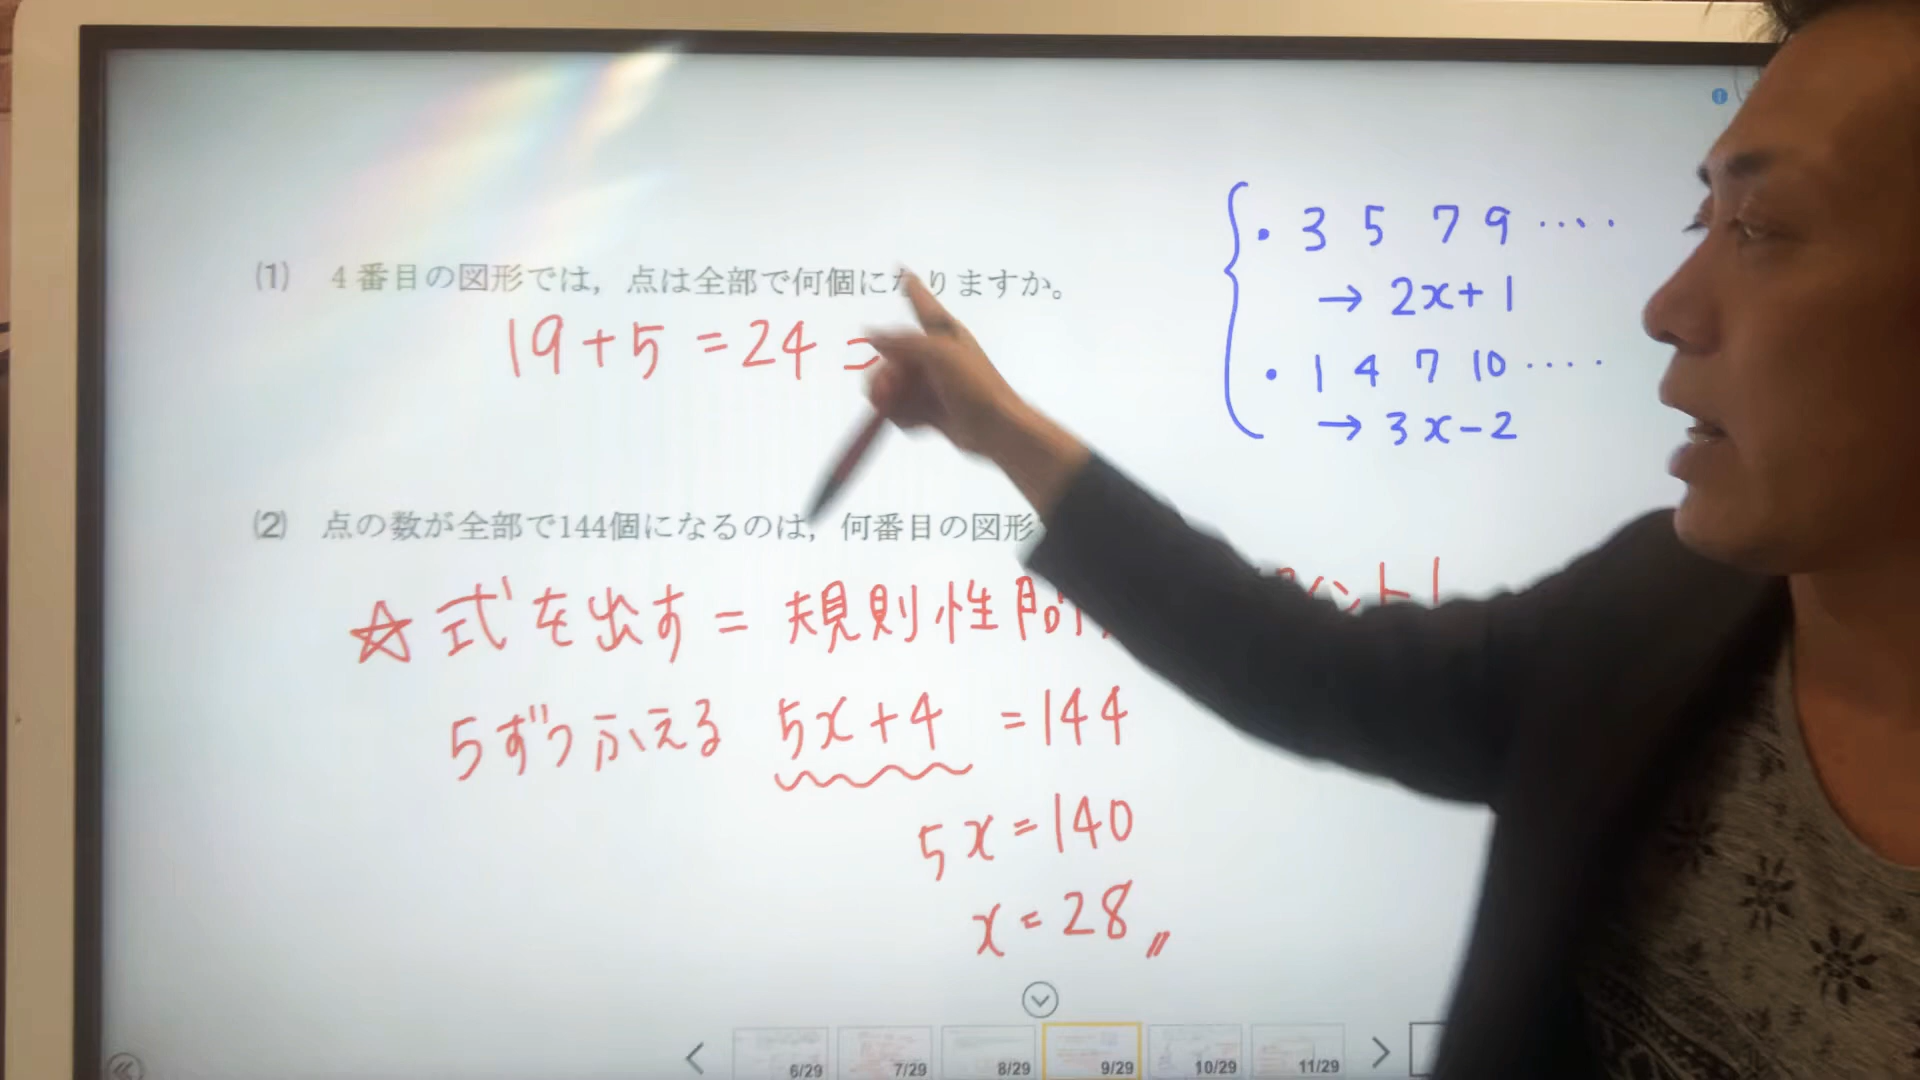 (1) 4番目の図形では，点は全部で何個になりますか。
19+5=24=
(2) 点の数が全部で144個になるのは，何番目の図形
☆式を出す=規則性
5ずつふえる 5x+4 =144
5x=140
x=28〃
・3 5 7 9 ‥‥
→2x+1
・1 4 7 10 ‥‥
→3x-2
6/29 7/29 8/29 9/29 10/29 11/29